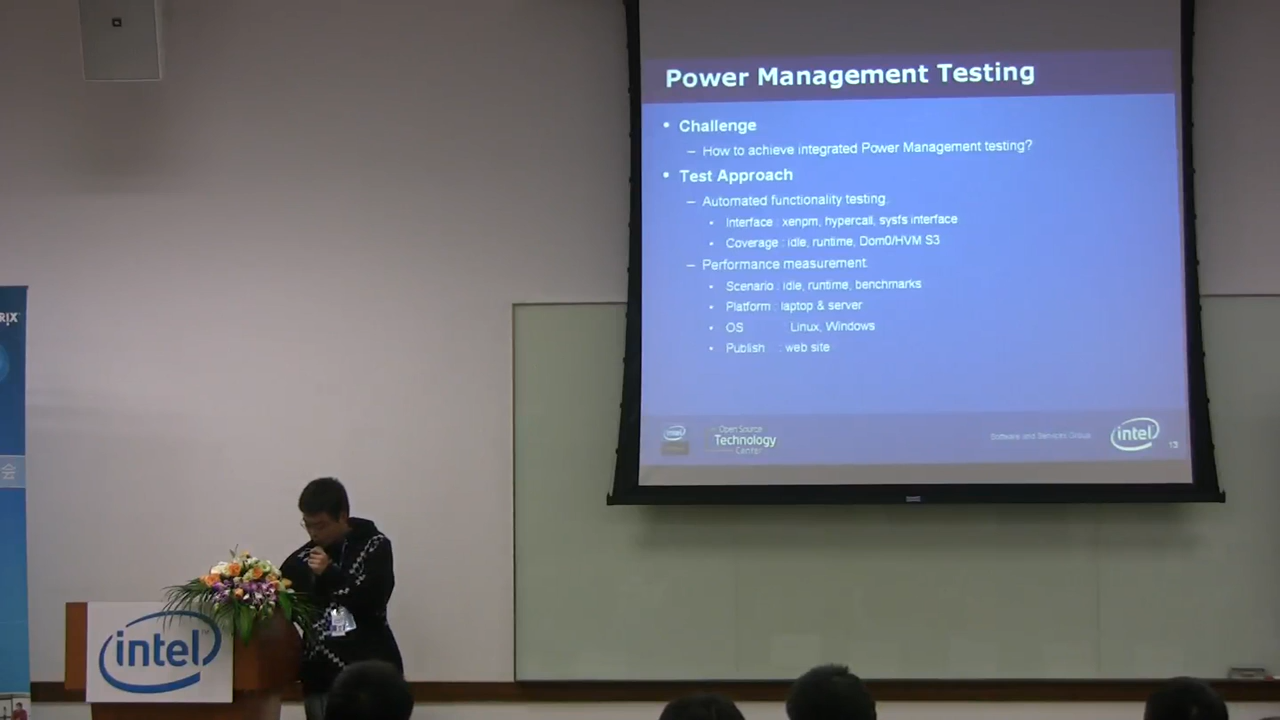 Power Management Testing
• Challenge
– How to achieve integrated Power Management testing?
• Test Approach
– Automated functionality testing
• Interface : xenpm, hypercall, sysfs interface
• Coverage : idle, runtime, Dom0/HVM S3
– Performance measurement
• Scenario : idle, runtime, benchmarks
• Platform : laptop & server
• OS : Linux, Windows
• Publish : web site
intel
Open Source
Technology
Center
Software and Services Group
intel
13
RIX
会
intel